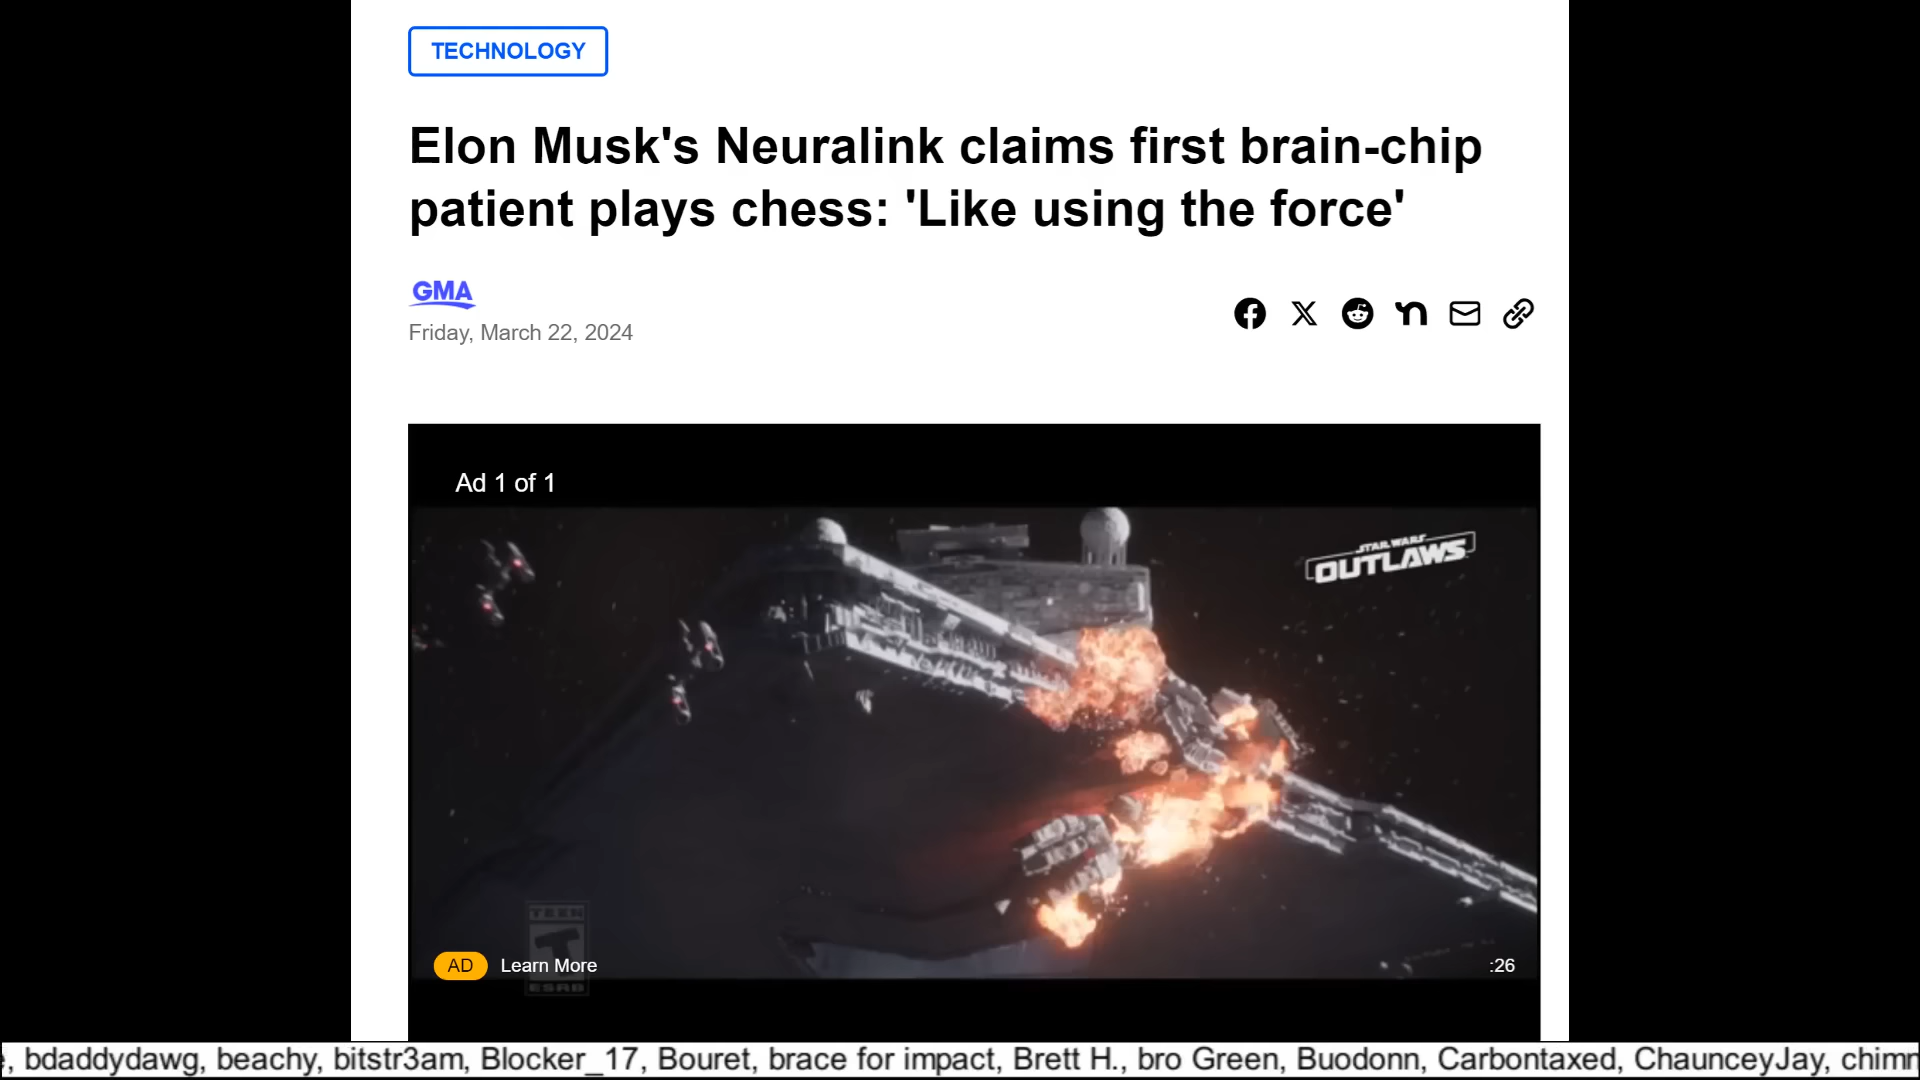 TECHNOLOGY
Elon Musk's Neuralink claims first brain-chip
patient plays chess: 'Like using the force'
GMA
Friday, March 22, 2024
Ad 1 of 1
STAR WARS
OUTLAWS
TEEN
T
ESRB
AD Learn More
:26
bdaddydawg, beachy, bitstr3am, Blocker_17, Bouret, brace for impact, Brett H., bro Green, Buodonn, Carbontaxed, ChaunceyJay,